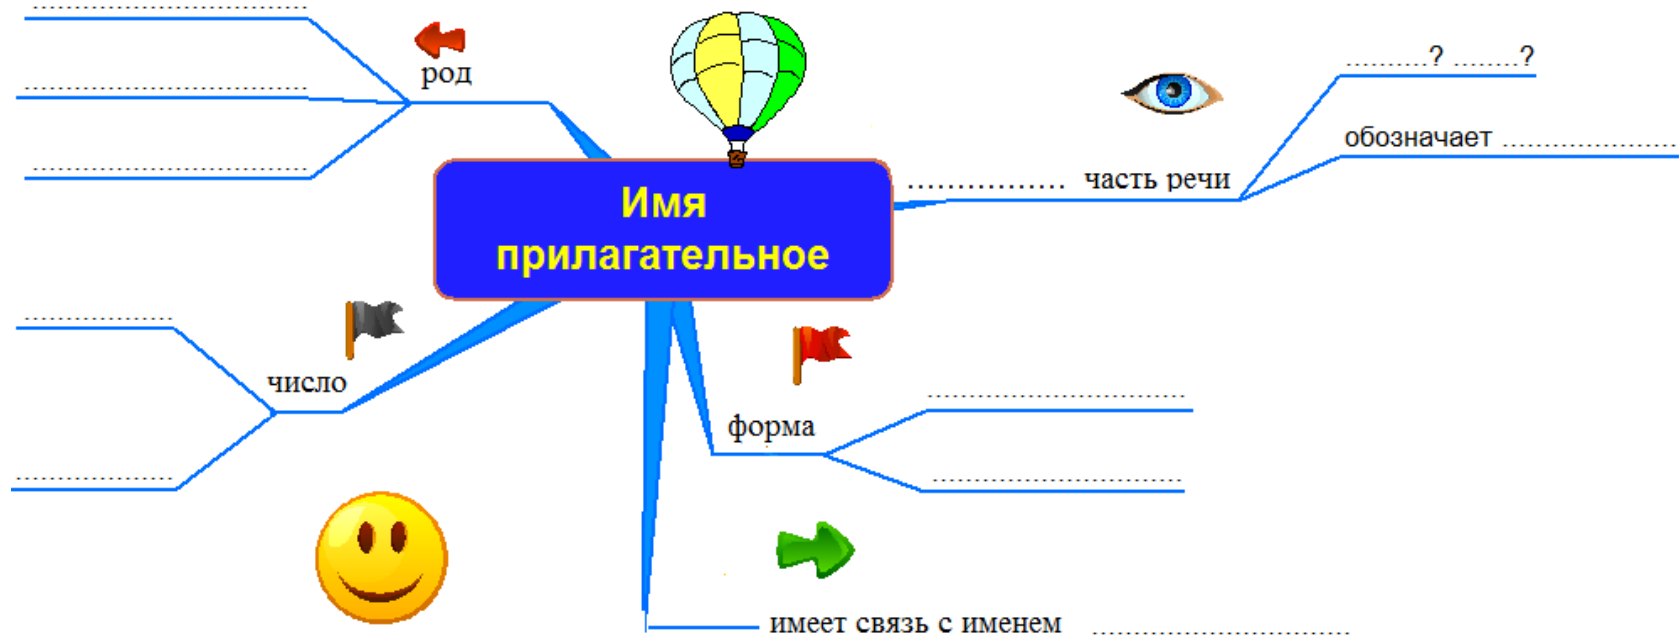 род
..........? ........?
обозначает ....................
Имя
прилагательное
................ часть речи
число
форма
имеет связь с именем ..........................